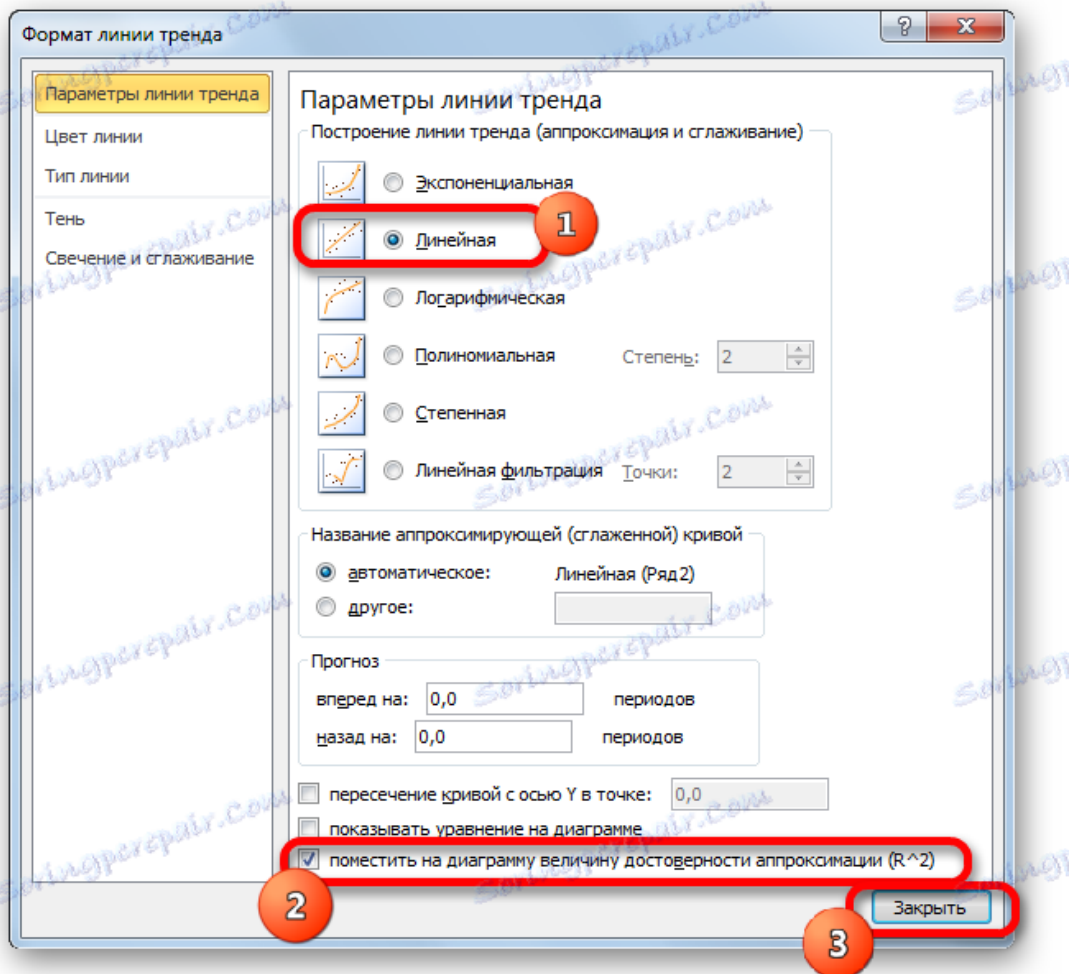 Формат линии тренда
Параметры линии тренда
Цвет линии
Тип линии
Тень
Свечение и сглаживание
Параметры линии тренда
Построение линии тренда (аппроксимация и сглаживание)
Экспоненциальная
Линейная
1
Логарифмическая
Полиномиальная Степень: 2
Степенная
Линейная фильтрация Точки: 2
Название аппроксимирующей (сглаженной) кривой
автоматическое: Линейная (Ряд2)
другое:
Прогноз
вперед на: 0,0 периодов
назад на: 0,0 периодов
пересечение кривой с осью Y в точке: 0,0
показывать уравнение на диаграмме
поместить на диаграмму величину достоверности аппроксимации (R^2)
2
Закрыть
3
Soringpcrepair.com